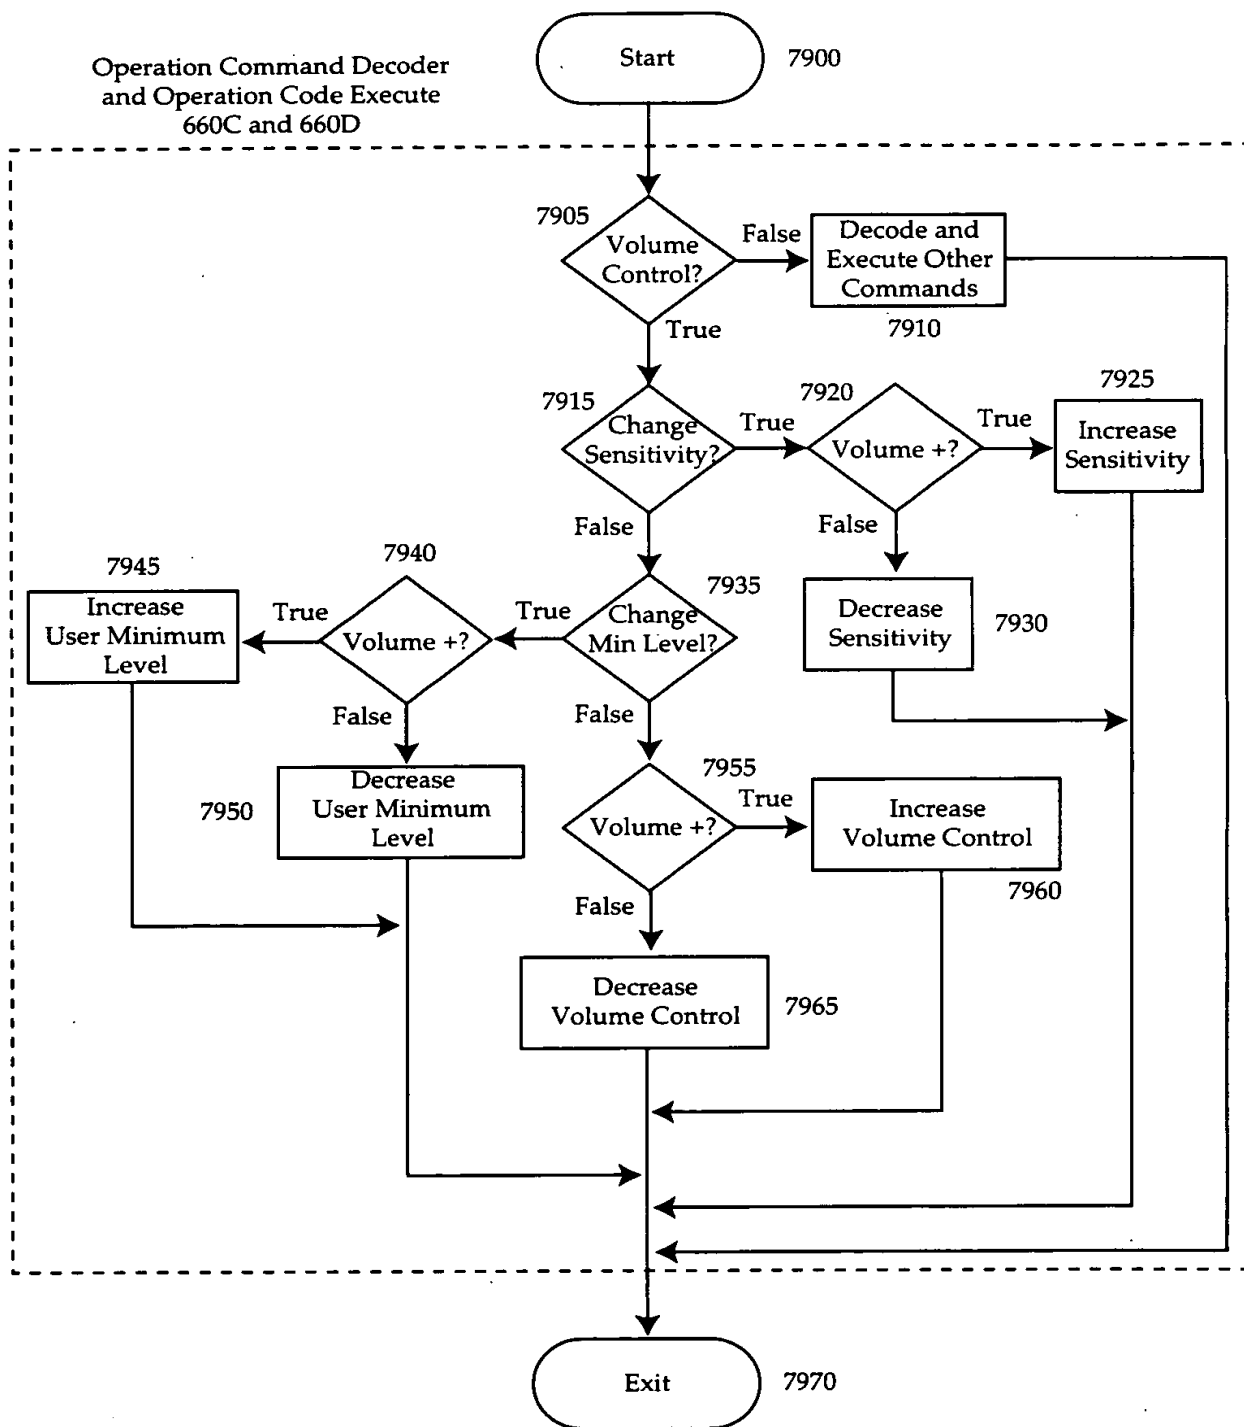 Start
7900
Operation Command Decoder
and Operation Code Execute
660C and 660D
7905
Volume
Control?
False
Decode and
Execute Other
Commands
7910
True
7915
Change
Sensitivity?
True
7920
Volume +?
True
7925
Increase
Sensitivity
False
False
7945
Increase
User Minimum
Level
True
7940
Volume +?
True
7935
Change
Min Level?
Decrease
Sensitivity
7930
False
False
7950
Decrease
User Minimum
Level
7955
Volume +?
True
Increase
Volume Control
7960
False
Decrease
Volume Control
7965
Exit
7970